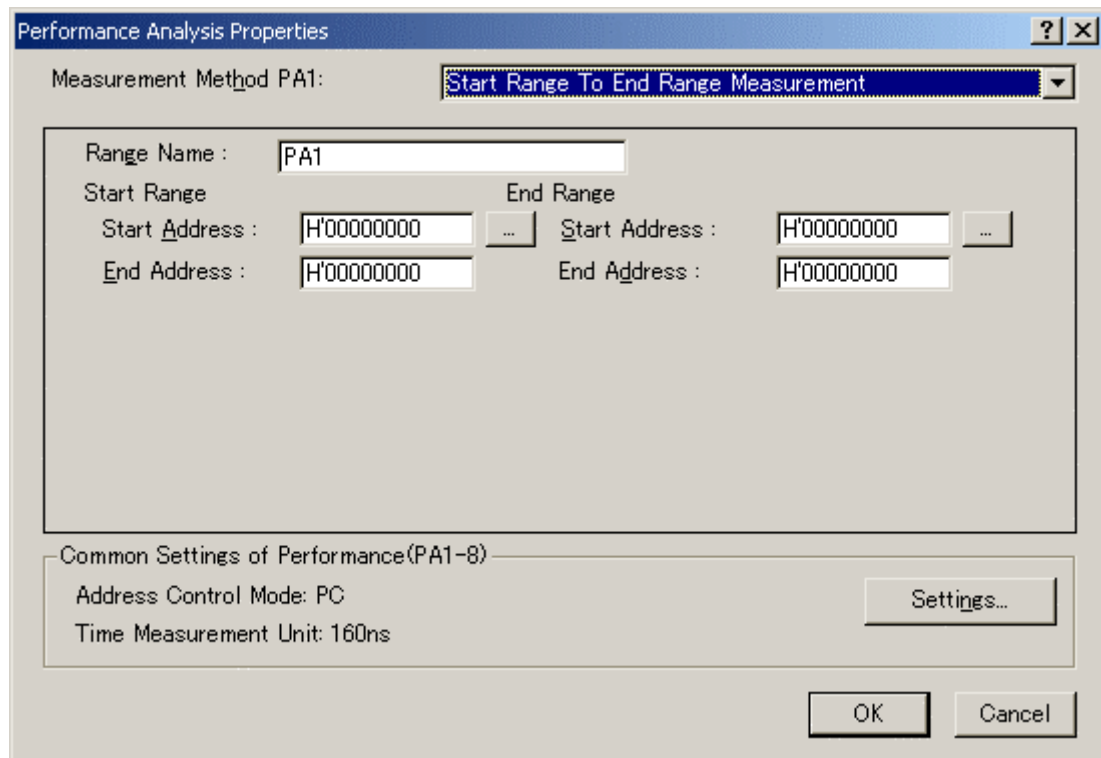 Performance Analysis Properties
Measurement Method PA1: Start Range To End Range Measurement
Range Name : PA1
Start Range End Range
Start Address : H'00000000 ... Start Address : H'00000000 ...
End Address : H'00000000 End Address : H'00000000
Common Settings of Performance(PA1-8)
Address Control Mode: PC
Settings...
Time Measurement Unit: 160ns
OK Cancel